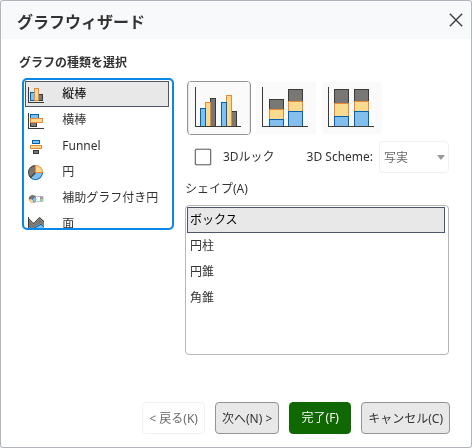 グラフウィザード
グラフの種類を選択
縦棒
横棒
Funnel
円
補助グラフ付き円
面
3Dルック
3D Scheme:
写実
シェイプ(A)
ボックス
円柱
円錐
角錐
< 戻る(K)
次へ(N) >
完了(F)
キャンセル(C)